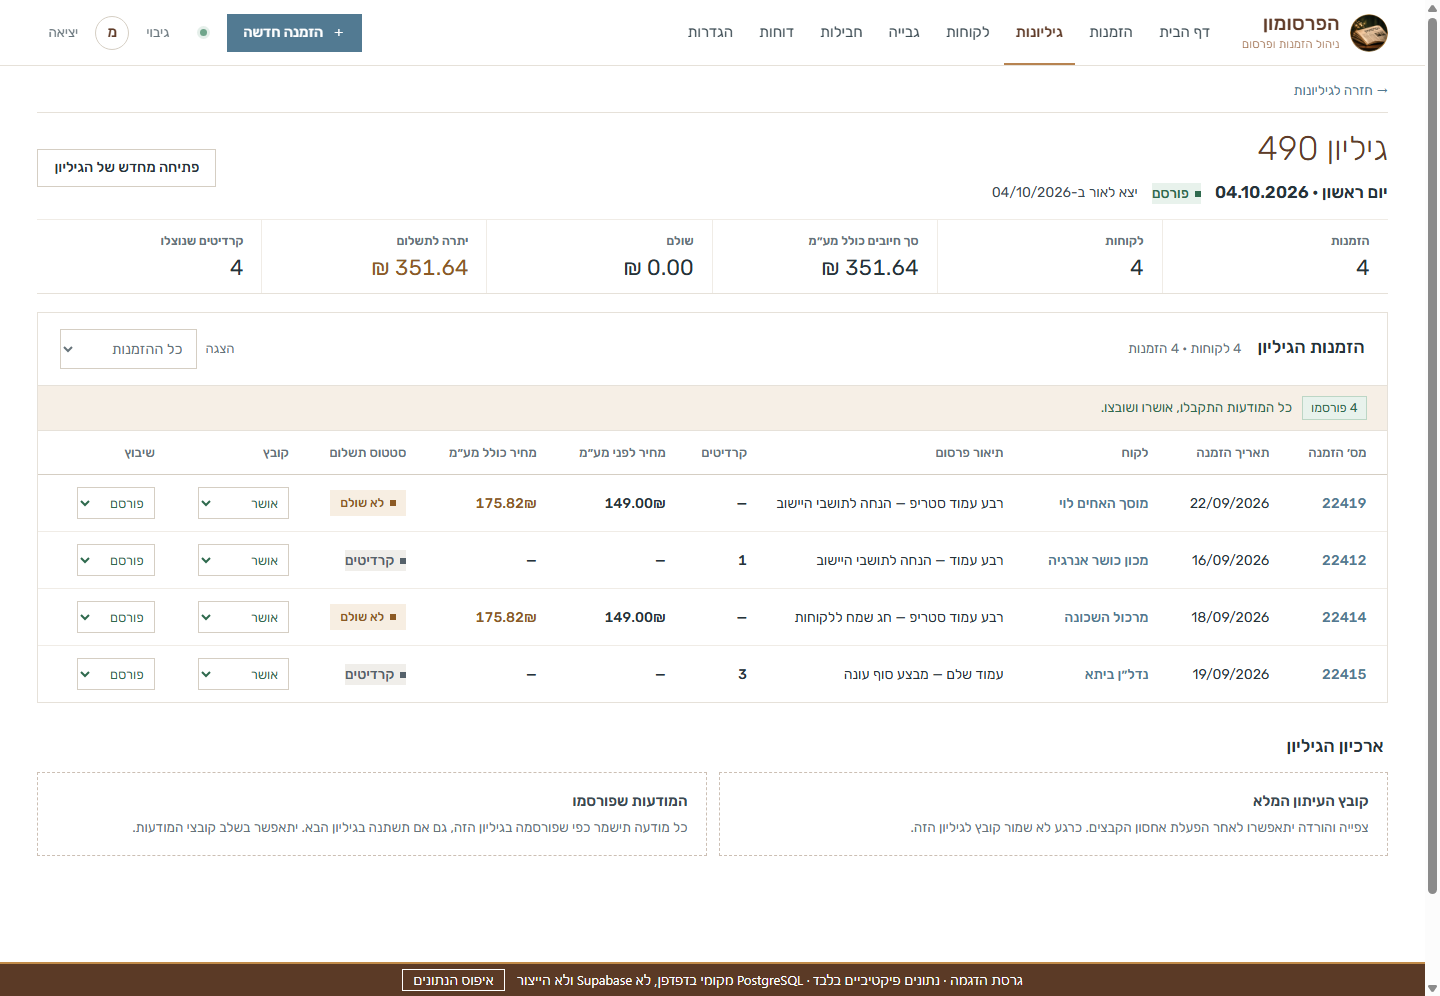 הפרסומון
ניהול הזמנות ופרסום
דף הבית הזמנות גיליונות לקוחות גבייה חבילות דוחות הגדרות
+ הזמנה חדשה
גיבוי
מ
יציאה
→ חזרה לגיליונות
גיליון 490
יום ראשון • 04.10.2026 פורסם יצא לאור ב-04/10/2026
פתיחה מחדש של הגיליון
הזמנות לקוחות סך חיובים כולל מע״מ שולם יתרה לתשלום קרדיטים שנוצלו
4 4 351.64 ₪ 0.00 ₪ 351.64 ₪ 4
הזמנות הגיליון 4 לקוחות • 4 הזמנות הצגה כל ההזמנות
4 פורסמו כל המודעות התקבלו, אושרו ושובצו.
מס׳ הזמנה תאריך הזמנה לקוח תיאור פרסום קרדיטים מחיר לפני מע״מ מחיר כולל מע״מ סטטוס תשלום קובץ שיבוץ
22419 22/09/2026 מוסך האחים לוי רבע עמוד סטריפ — הנחה לתושבי היישוב — ₪149.00 ₪175.82 לא שולם אושר פורסם
22412 16/09/2026 מכון כושר אנרגיה רבע עמוד — הנחה לתושבי היישוב 1 — — קרדיטים אושר פורסם
22414 18/09/2026 מרכול השכונה רבע עמוד סטריפ — חג שמח ללקוחות — ₪149.00 ₪175.82 לא שולם אושר פורסם
22415 19/09/2026 נדל״ן ביתא עמוד שלם — מבצע סוף עונה 3 — — קרדיטים אושר פורסם
ארכיון הגיליון
קובץ העיתון המלא
צפייה והורדה יתאפשרו לאחר הפעלת אחסון הקבצים. כרגע לא שמור קובץ לגיליון הזה.
המודעות שפורסמו
כל מודעה תישמר כפי שפורסמה בגיליון הזה, גם אם תשתנה בגיליון הבא. יתאפשר בשלב קובצי המודעות.
גרסת הדגמה · נתונים פיקטיביים בלבד · PostgreSQL מקומי בדפדפן, לא Supabase ולא הייצור איפוס הנתונים